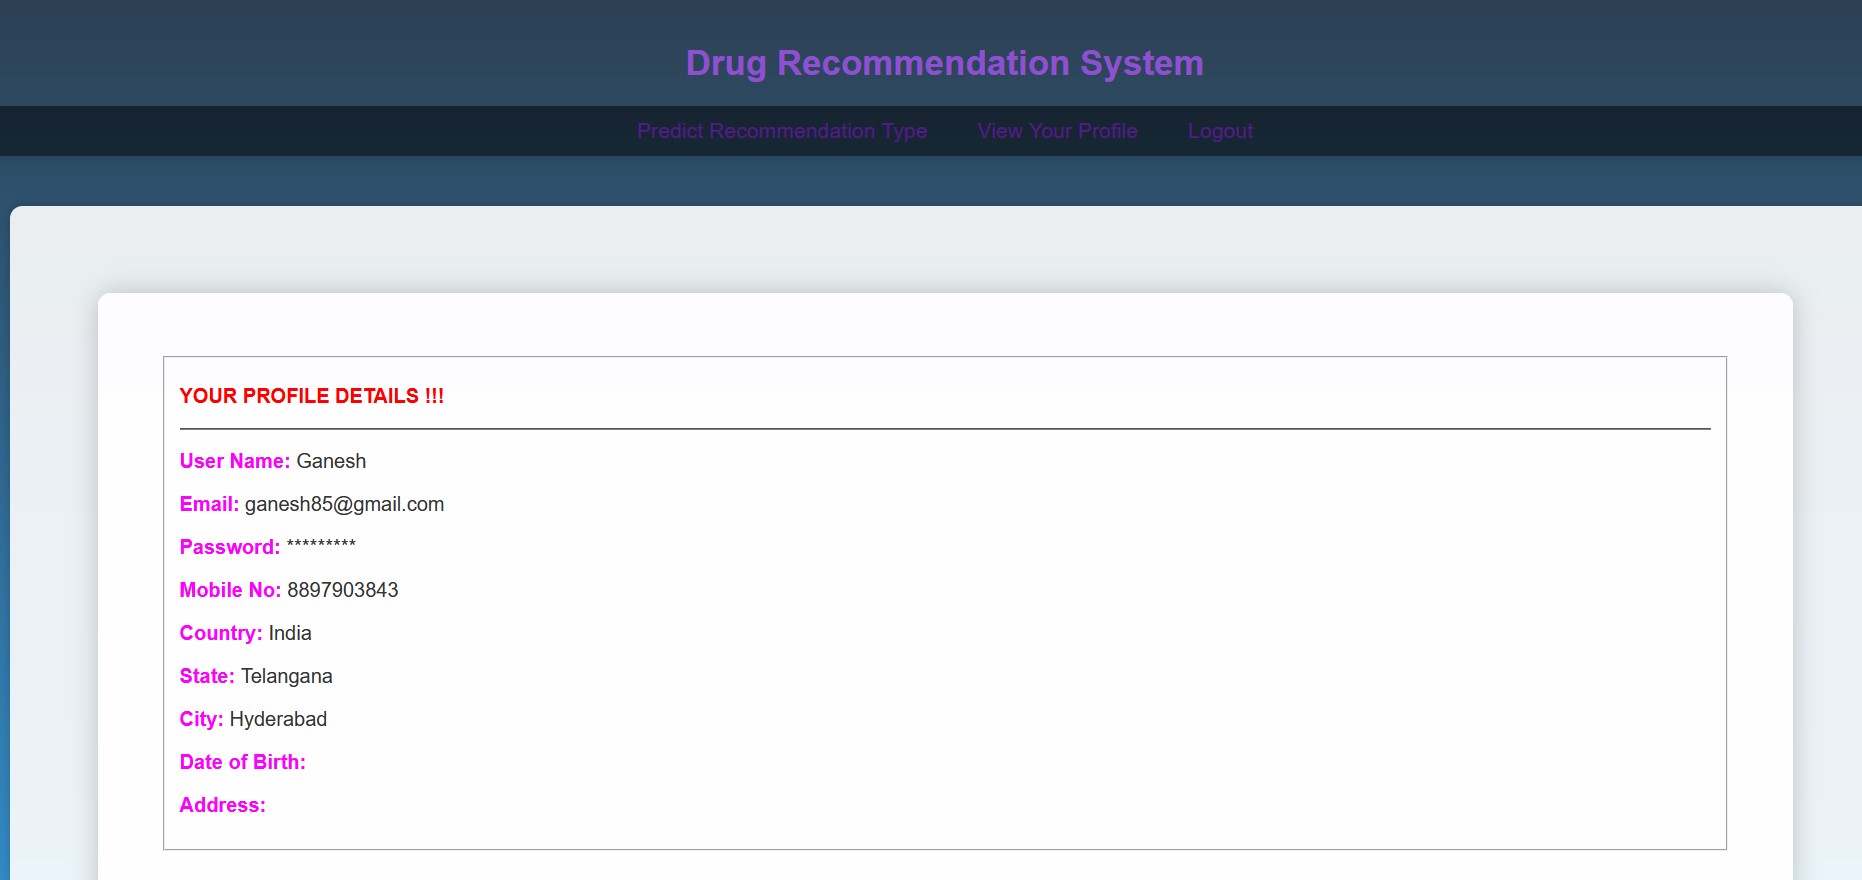 Drug Recommendation System
Predict Recommendation Type View Your Profile Logout
YOUR PROFILE DETAILS !!!
User Name: Ganesh
Email: ganesh85@gmail.com
Password: *********
Mobile No: 8897903843
Country: India
State: Telangana
City: Hyderabad
Date of Birth:
Address: